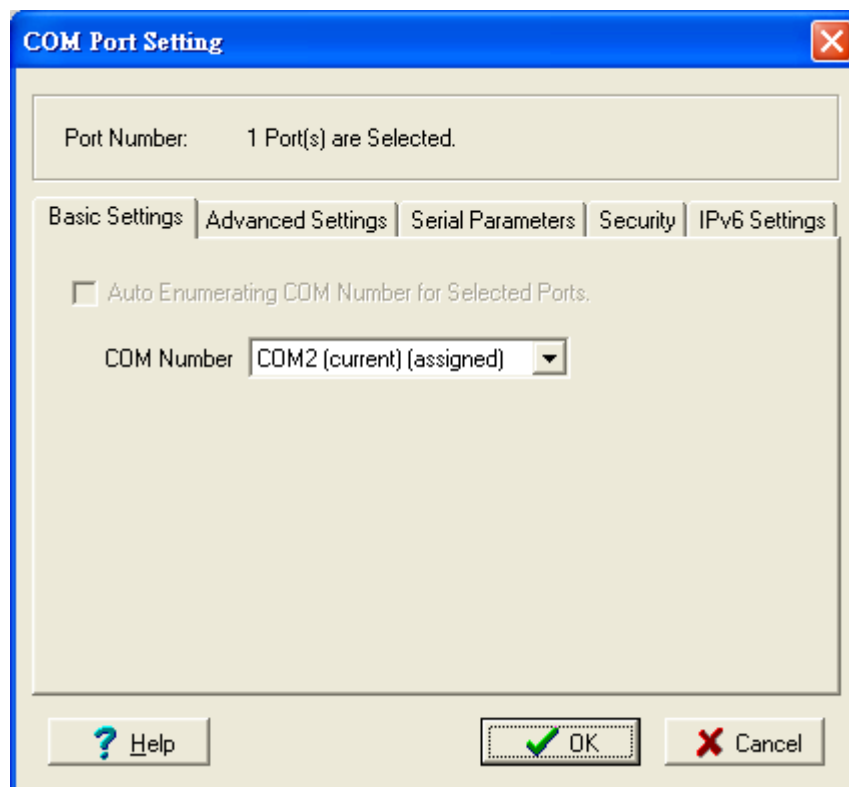 COM Port Setting
Port Number: 1 Port(s) are Selected.
Basic Settings Advanced Settings Serial Parameters Security IPv6 Settings
Auto Enumerating COM Number for Selected Ports.
COM Number COM2 (current) (assigned)
? Help OK Cancel